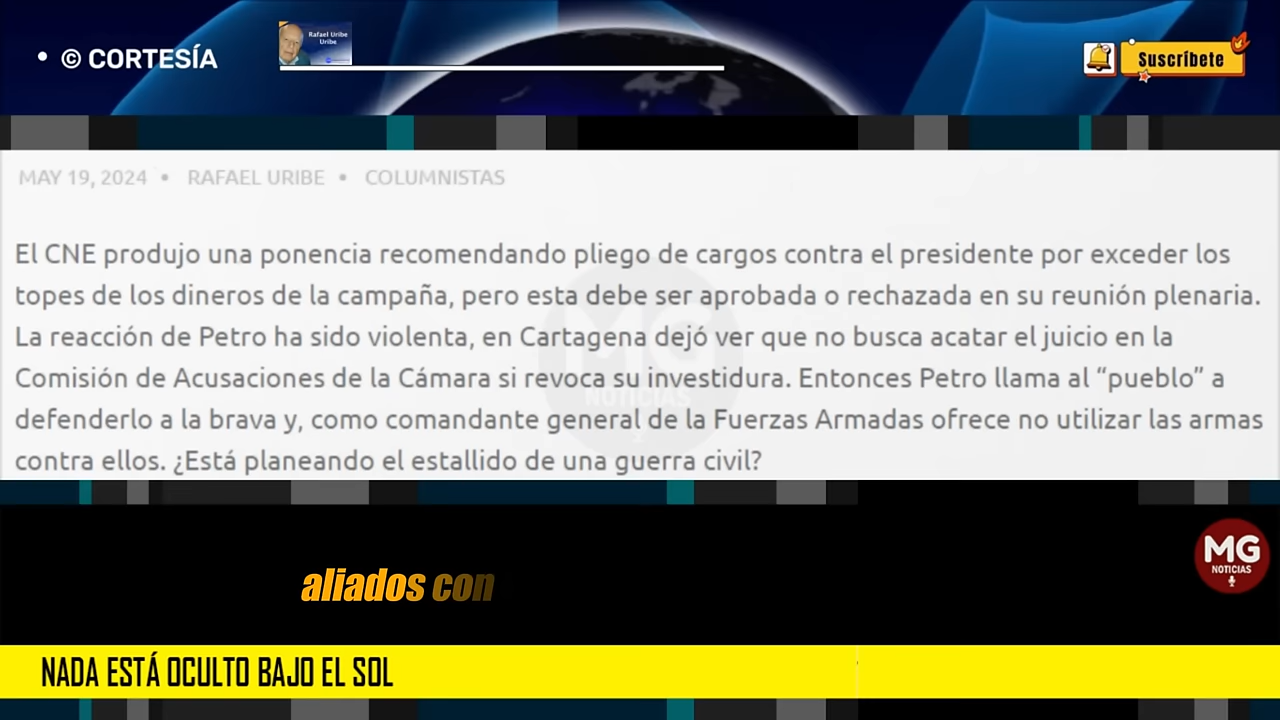 • © CORTESÍA
Rafael Uribe
Uribe
Suscríbete
MAY 19, 2024 • RAFAEL URIBE • COLUMNISTAS
El CNE produjo una ponencia recomendando pliego de cargos contra el presidente por exceder los
topes de los dineros de la campaña, pero esta debe ser aprobada o rechazada en su reunión plenaria.
La reacción de Petro ha sido violenta, en Cartagena dejó ver que no busca acatar el juicio en la
Comisión de Acusaciones de la Cámara si revoca su investidura. Entonces Petro llama al “pueblo” a
defenderlo a la brava y, como comandante general de la Fuerzas Armadas ofrece no utilizar las armas
contra ellos. ¿Está planeando el estallido de una guerra civil?
MG
NOTICIAS
aliados con
MG
NOTICIAS
NADA ESTÁ OCULTO BAJO EL SOL